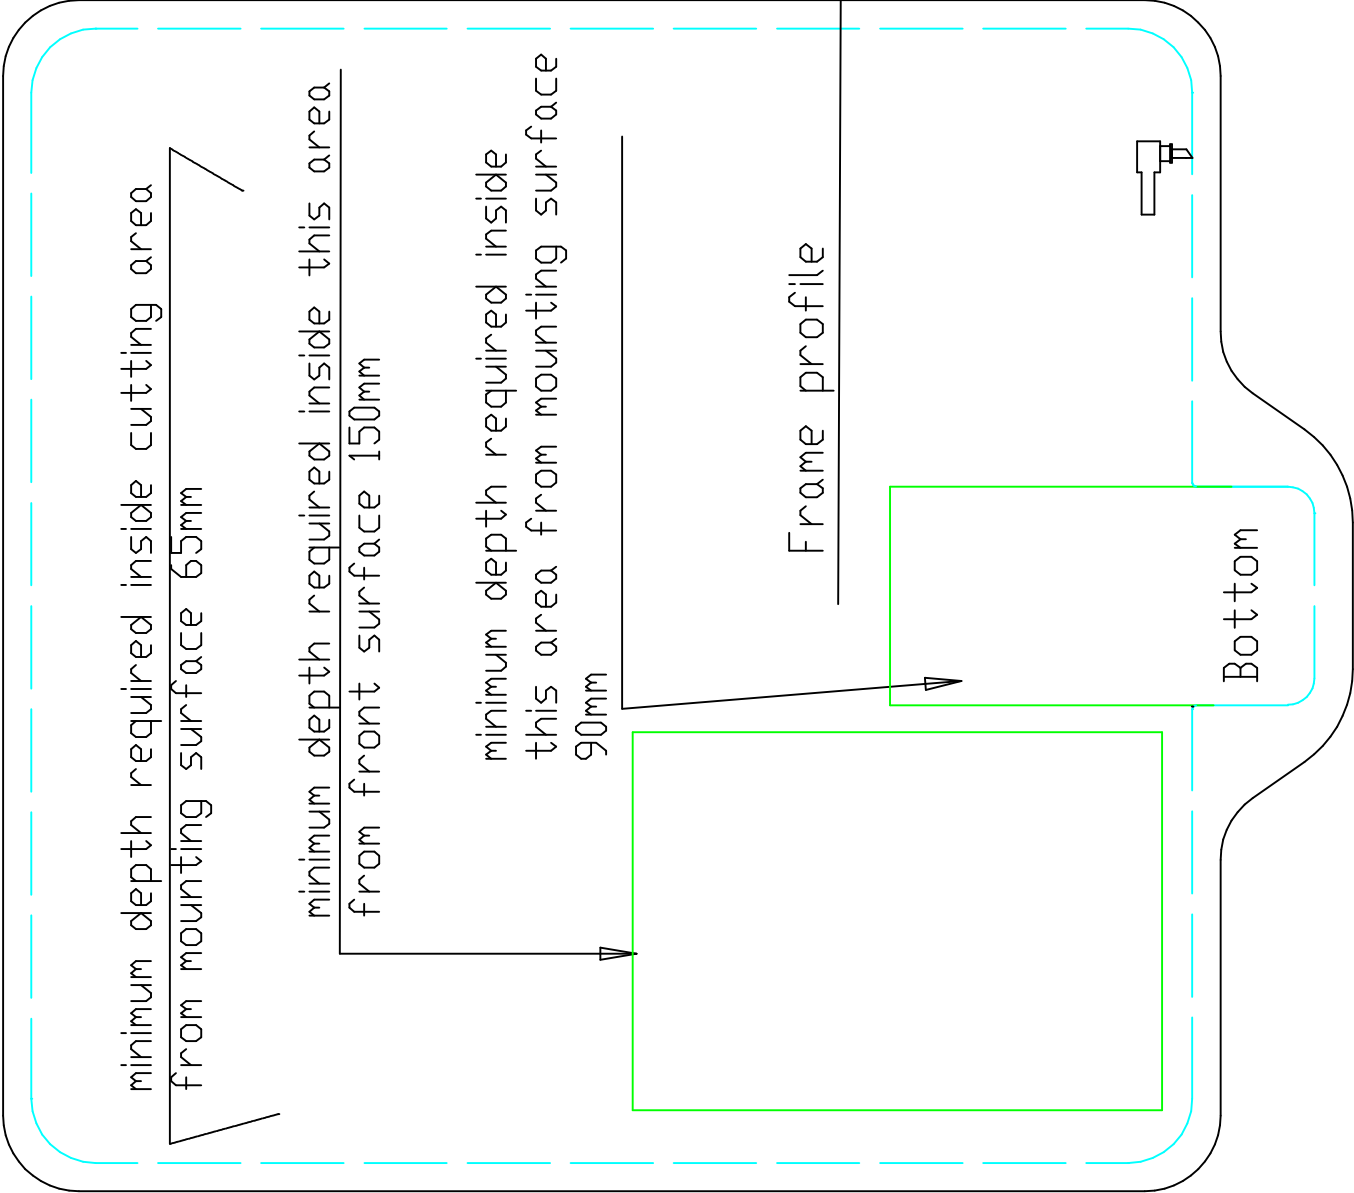 minimum depth required inside cutting area
from mounting surface 65mm
minimum depth required inside this area
from front surface 150mm
minimum depth required inside
this area from mounting surface
90mm
Frame profile
Bottom